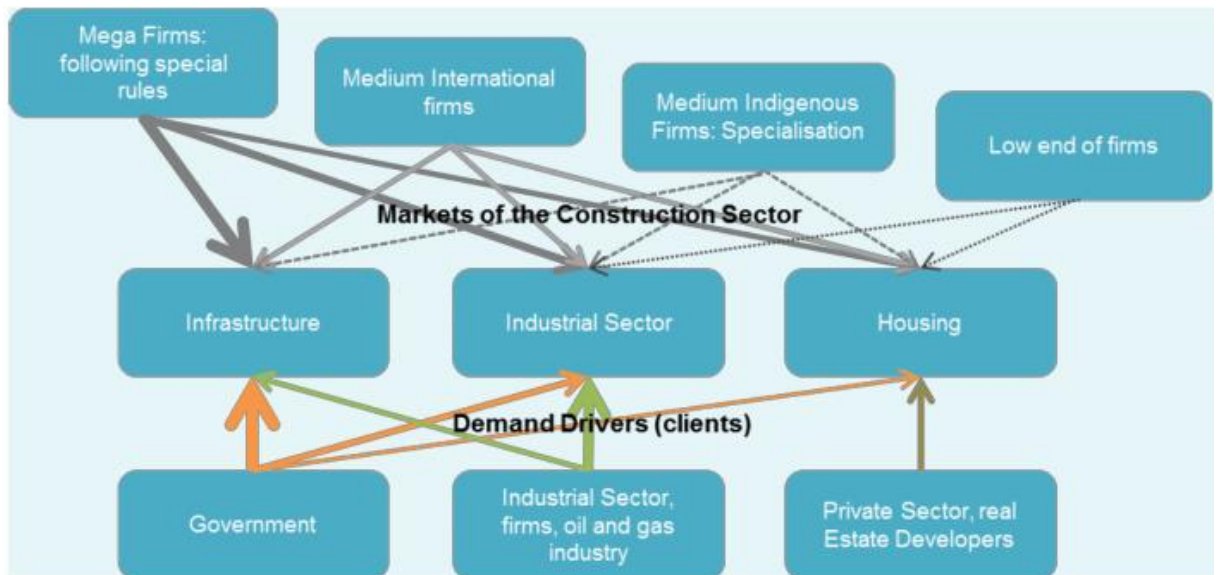 Mega Firms:
following special
rules
Medium International
firms
Medium Indigenous
Firms: Specialisation
Low end of firms
Markets of the Construction Sector
Infrastructure
Industrial Sector
Housing
Demand Drivers (clients)
Government
Industrial Sector,
firms, oil and gas
industry
Private Sector, real
Estate Developers